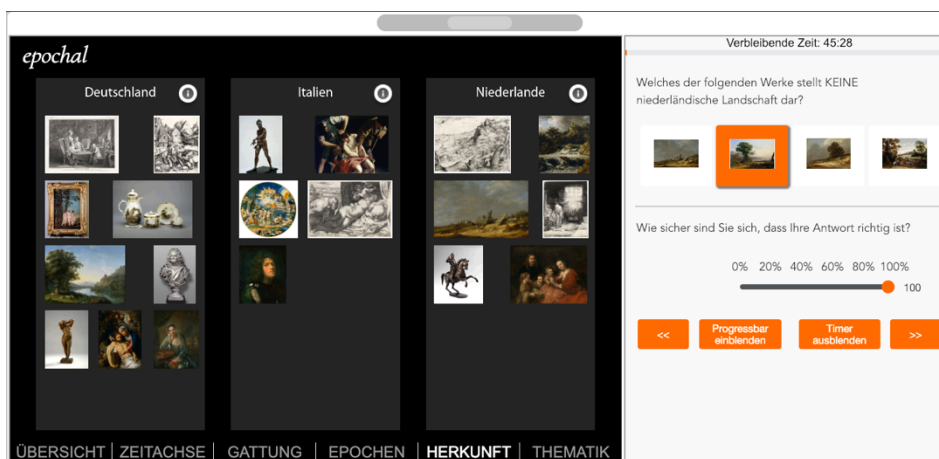 epochal
Deutschland
Italien
Niederlande
ÜBERSICHT | ZEITACHSE | GATTUNG | EPOCHEN | HERKUNFT | THEMATIK
Verbleibende Zeit: 45:28
Welches der folgenden Werke stellt KEINE
niederländische Landschaft dar?
Wie sicher sind Sie sich, dass Ihre Antwort richtig ist?
0% 20% 40% 60% 80% 100%
100
<<
Progressbar
einblenden
Timer
ausblenden
>>